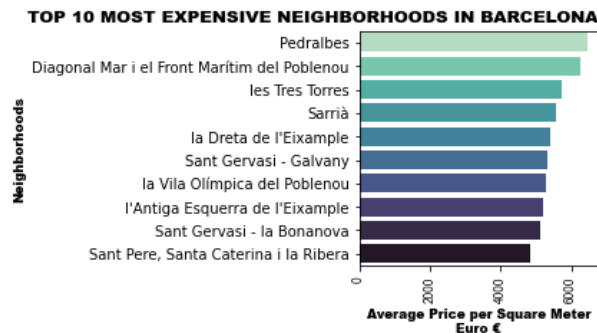 TOP 10 MOST EXPENSIVE NEIGHBORHOODS IN BARCELONA
Neighborhoods
Pedralbes
Diagonal Mar i el Front Marítim del Poblenou
les Tres Torres
Sarrià
la Dreta de l'Eixample
Sant Gervasi - Galvany
la Vila Olímpica del Poblenou
l'Antiga Esquerra de l'Eixample
Sant Gervasi - la Bonanova
Sant Pere, Santa Caterina i la Ribera
0
2000
4000
6000
Average Price per Square Meter
Euro €